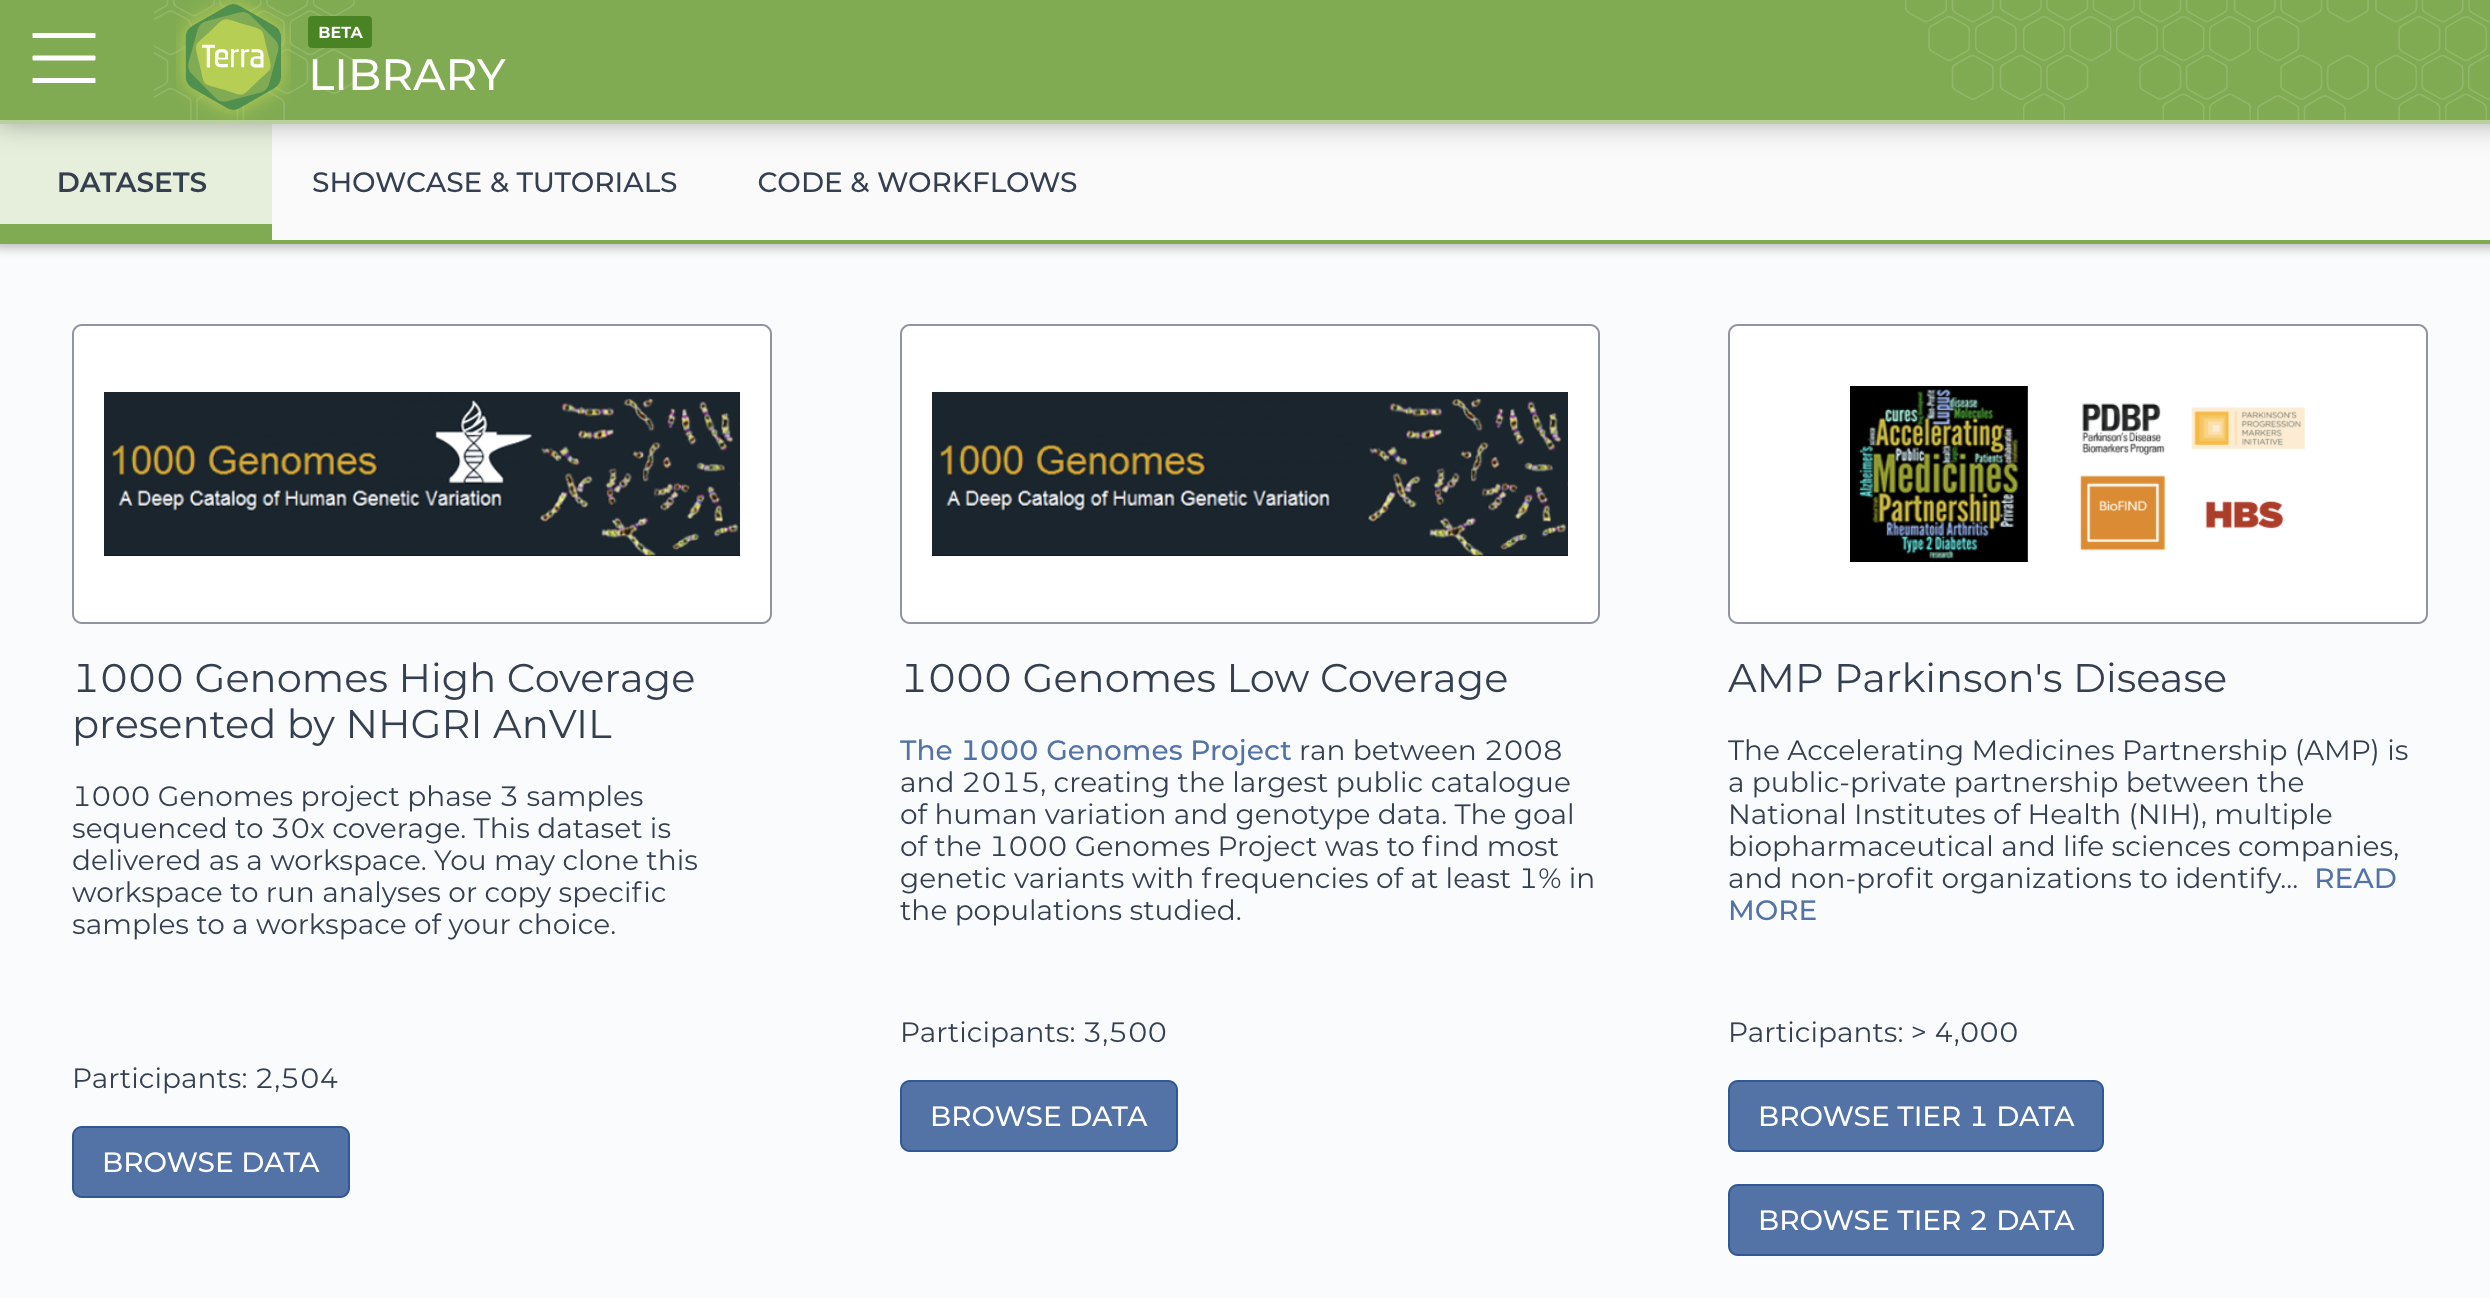 Terra
BETA
LIBRARY
DATASETS
SHOWCASE & TUTORIALS
CODE & WORKFLOWS
1000 Genomes
A Deep Catalog of Human Genetic Variation
1000 Genomes High Coverage
presented by NHGRI AnVIL
1000 Genomes project phase 3 samples
sequenced to 30x coverage. This dataset is
delivered as a workspace. You may clone this
workspace to run analyses or copy specific
samples to a workspace of your choice.
Participants: 2,504
BROWSE DATA
1000 Genomes
A Deep Catalog of Human Genetic Variation
1000 Genomes Low Coverage
The 1000 Genomes Project ran between 2008
and 2015, creating the largest public catalogue
of human variation and genotype data. The goal
of the 1000 Genomes Project was to find most
genetic variants with frequencies of at least 1% in
the populations studied.
Participants: 3,500
BROWSE DATA
cures
Lupus
disease
Molecules
Accelerating
Public
Patients
Alzheimer's
Medicines
Partnership
Private
Rheumatoid Arthritis
Type 2 Diabetes
research
PDBP
Parkinson's Disease
Biomarkers Program
PARKINSON'S
PROGRESSION
MARKERS
INITIATIVE
BioFIND
HBS
AMP Parkinson's Disease
The Accelerating Medicines Partnership (AMP) is
a public-private partnership between the
National Institutes of Health (NIH), multiple
biopharmaceutical and life sciences companies,
and non-profit organizations to identify... READ
MORE
Participants: > 4,000
BROWSE TIER 1 DATA
BROWSE TIER 2 DATA